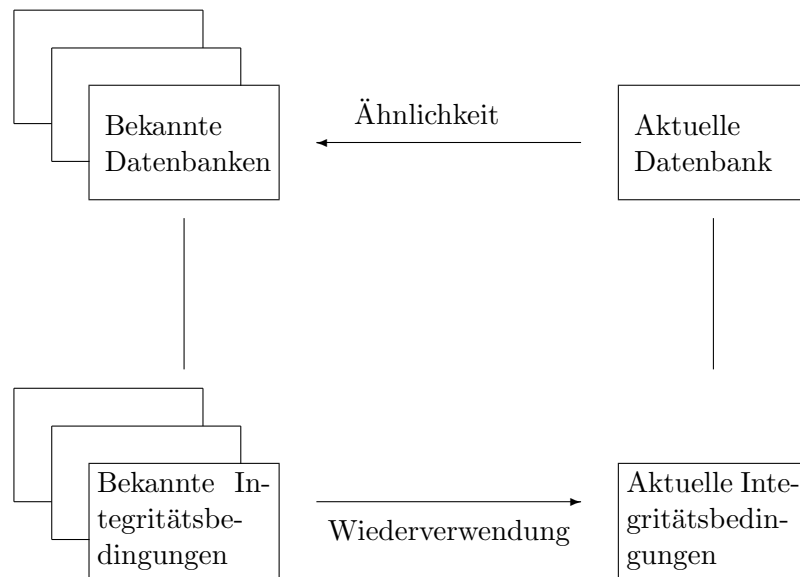 Bekannte
Datenbanken
Ähnlichkeit
Aktuelle
Datenbank
Bekannte In-
tegritätsbe-
dingungen
Wiederverwendung
Aktuelle Inte-
gritätsbedin-
gungen